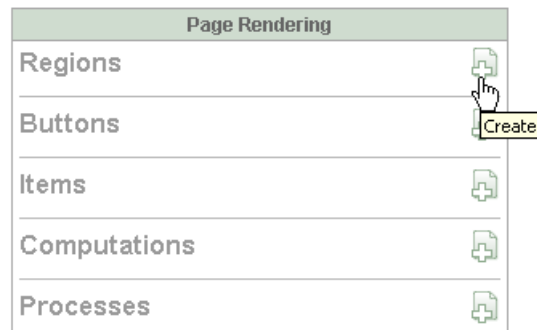 Page Rendering
Regions
Buttons
Create
Items
Computations
Processes